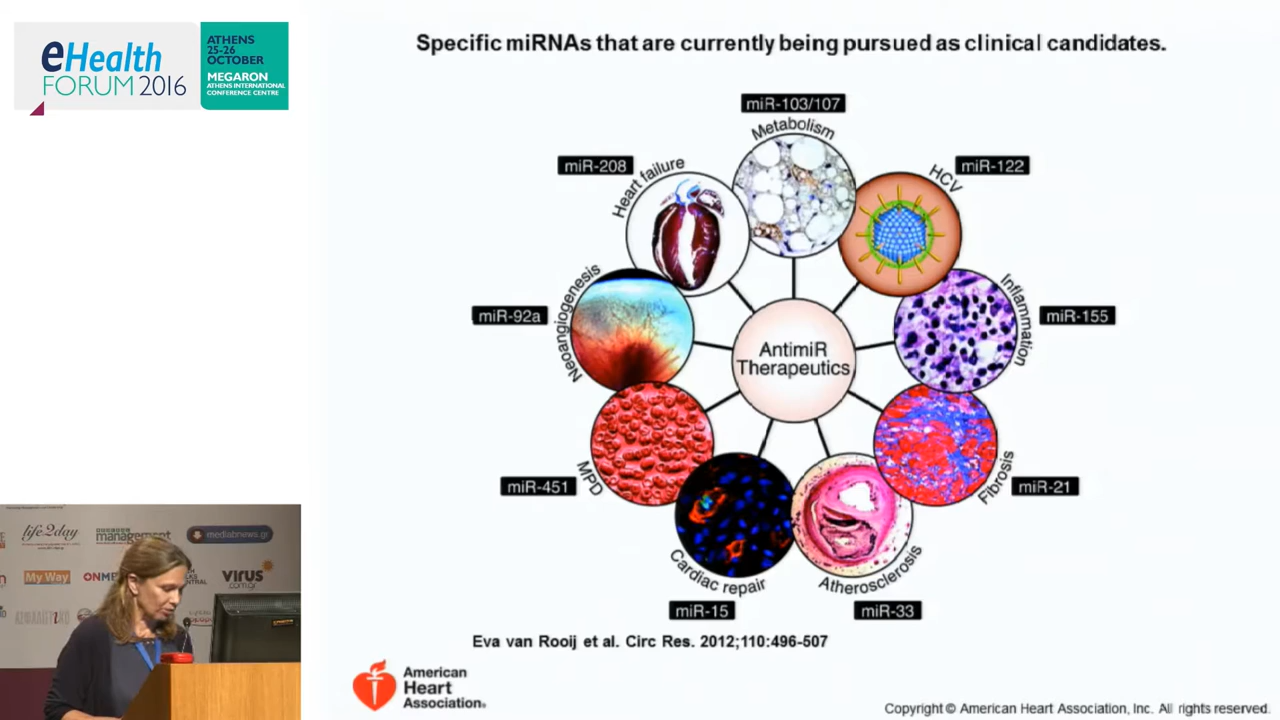 eHealth
FORUM 2016
ATHENS
25-26
OCTOBER
MEGARON
ATHENS INTERNATIONAL
CONFERENCE CENTRE
Specific miRNAs that are currently being pursued as clinical candidates.
miR-103/107
Metabolism
miR-208
Heart failure
HCV
miR-122
Neoangiogenesis
miR-92a
Inflammation
miR-155
AntimiR
Therapeutics
MPD
miR-451
Fibrosis
miR-21
Cardiac repair
miR-15
Atherosclerosis
miR-33
Eva van Rooij et al. Circ Res. 2012;110:496-507
American
Heart
Association®
Copyright © American Heart Association, Inc. All rights reserved.
life2day
management
mediabnews.gr
My Way
ONME
VIRUS
.com.gr